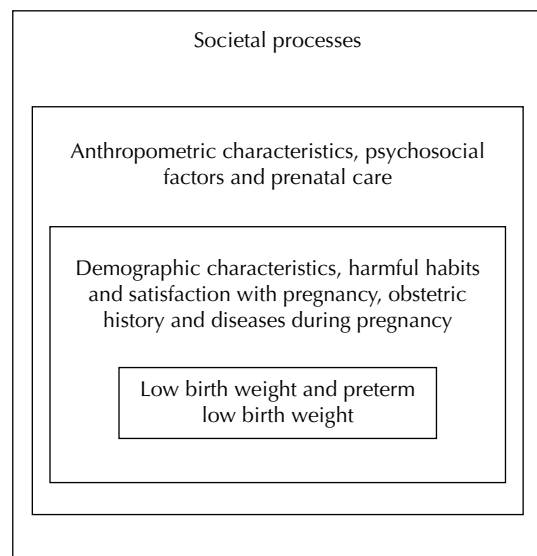 Societal processes
Anthropometric characteristics, psychosocial
factors and prenatal care
Demographic characteristics, harmful habits
and satisfaction with pregnancy, obstetric
history and diseases during pregnancy
Low birth weight and preterm
low birth weight